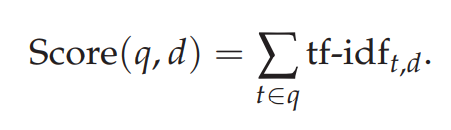 Score(q, d) = ∑ tf-idf_{t,d}.
t∈q